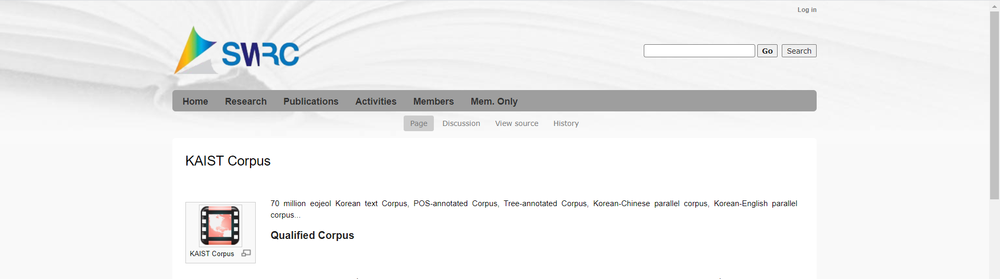 Log in
SWRC
Go Search
Home Research Publications Activities Members Mem. Only
Page Discussion View source History
KAIST Corpus
70 million eojeol Korean text Corpus, POS-annotated Corpus, Tree-annotated Corpus, Korean-Chinese parallel corpus, Korean-English parallel
corpus...
Qualified Corpus
KAIST Corpus